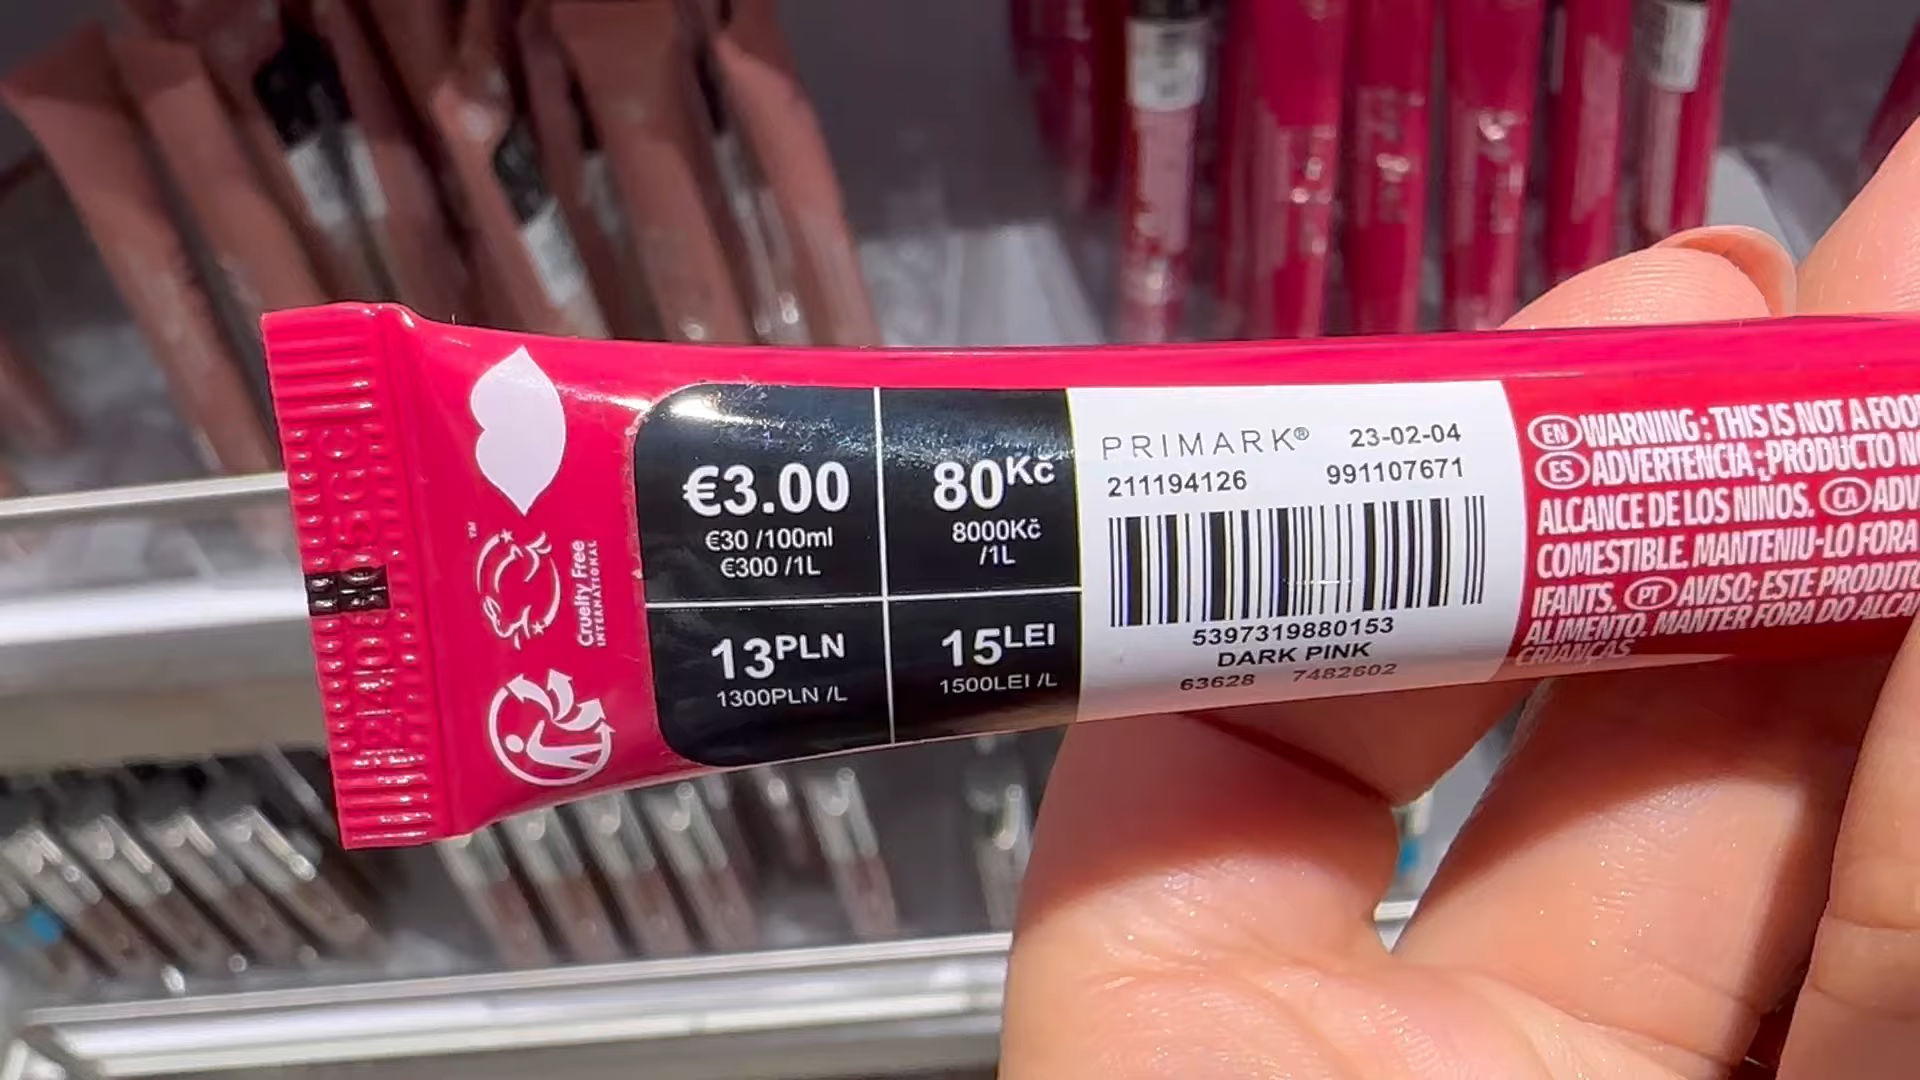 €3.00
€30 /100ml
€300 /1L
80Kč
8000Kč
/1L
13PLN
1300PLN /L
15LEI
1500LEI /L
Cruelty Free
INTERNATIONAL
PRIMARK® 23-02-04
211194126 991107671
5397319880153
DARK PINK
63628 7482602
EN WARNING : THIS IS NOT A FOO
ES ADVERTENCIA : PRODUCTO N
ALCANCE DE LOS NIÑOS. CA ADV
COMESTIBLE. MANTENIU-LO FORA
IFANTS. PT AVISO: ESTE PRODUT
ALIMENTO. MANTER FORA DO ALCA
CRIANÇAS